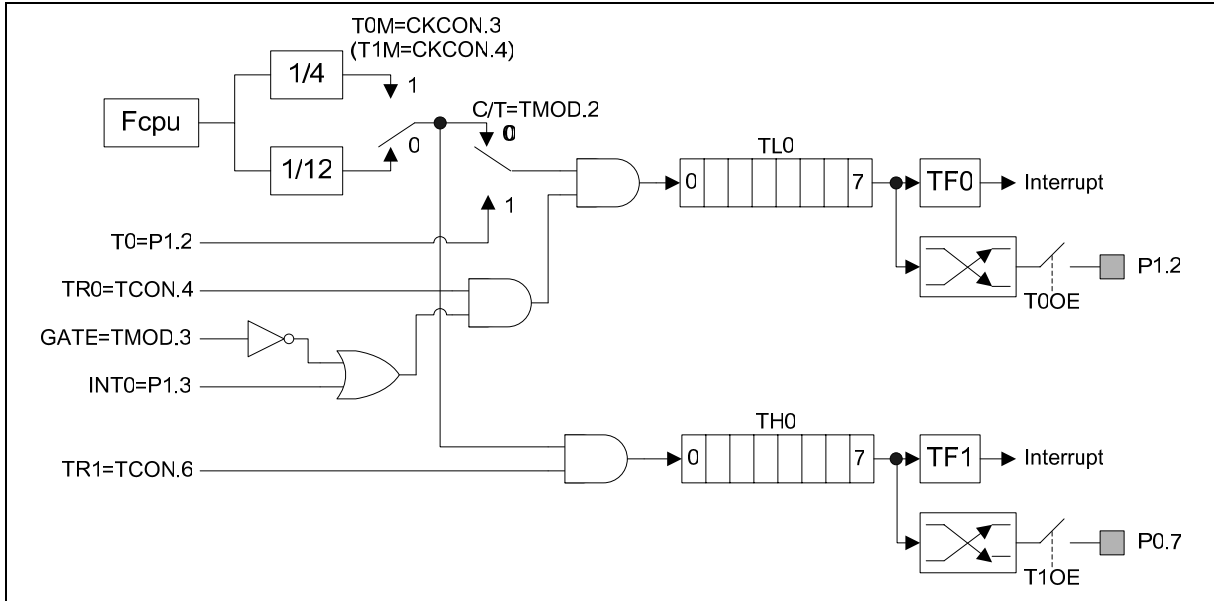 T0M=CKCON.3
(T1M=CKCON.4)
1/4
1
Fcpu
C/T=TMOD.2
0
0
1/12
TL0
0 7
TF0
Interrupt
1
T0=P1.2
P1.2
T0OE
TR0=TCON.4
GATE=TMOD.3
INT0=P1.3
TH0
0 7
TF1
Interrupt
TR1=TCON.6
P0.7
T1OE